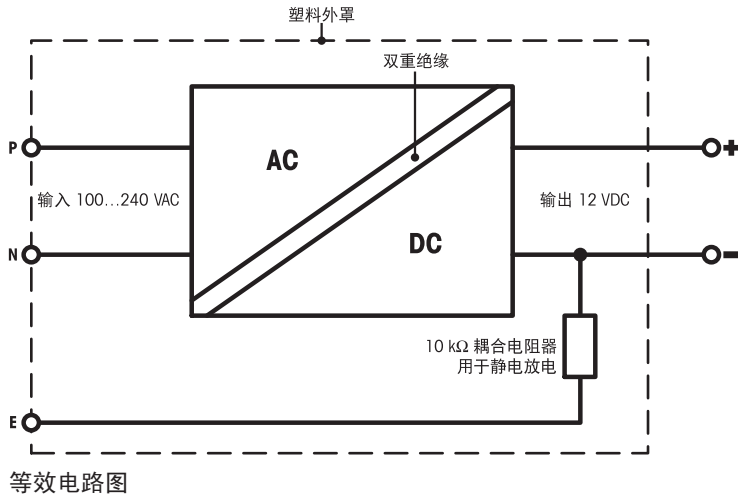 塑料外罩
双重绝缘
P
AC
+
输入 100...240 VAC
输出 12 VDC
N
DC
−
10 kΩ 耦合电阻器
用于静电放电
E
等效电路图